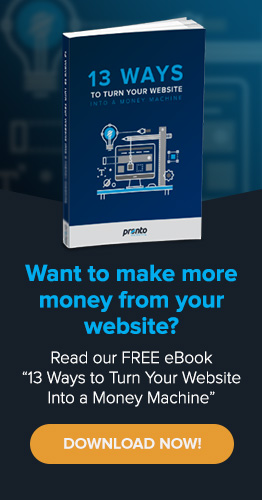 13 WAYS
TO TURN YOUR WEBSITE
INTO A MONEY MACHINE
pronto
Want to make more
money from your
website?
Read our FREE eBook
“13 Ways to Turn Your Website
Into a Money Machine”
DOWNLOAD NOW!